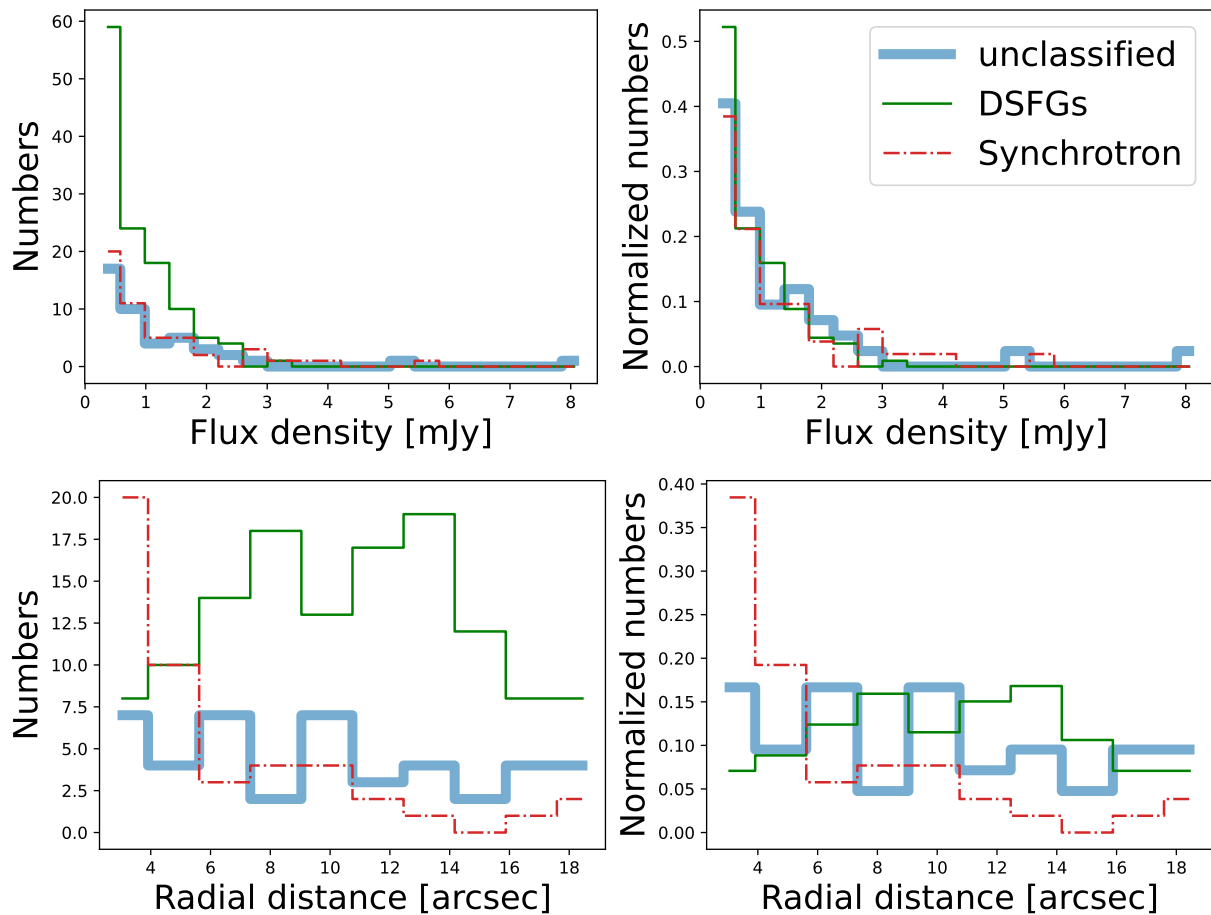 60
50
40
30
20
10
0
Numbers
0 1 2 3 4 5 6 7 8
Flux density [mJy]
0.5
0.4
0.3
0.2
0.1
0.0
Normalized numbers
unclassified
DSFGs
Synchrotron
0 1 2 3 4 5 6 7 8
Flux density [mJy]
20.0
17.5
15.0
12.5
10.0
7.5
5.0
2.5
0.0
Numbers
4 6 8 10 12 14 16 18
Radial distance [arcsec]
0.40
0.35
0.30
0.25
0.20
0.15
0.10
0.05
0.00
Normalized numbers
4 6 8 10 12 14 16 18
Radial distance [arcsec]